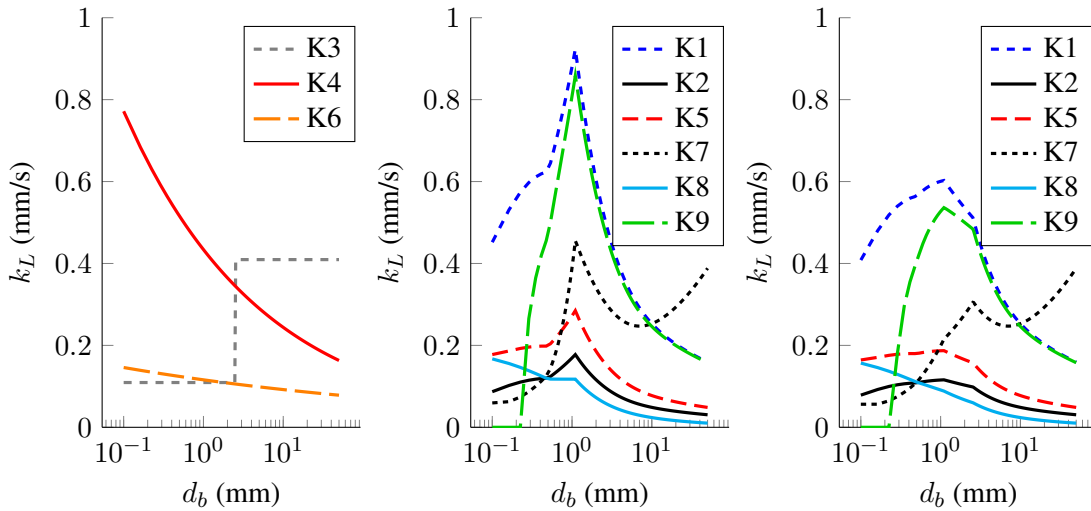 1
0.8
0.6
0.4
0.2
0
k_L (mm/s)
10^{-1}
10^0
10^1
d_b (mm)
K3
K4
K6
1
0.8
0.6
0.4
0.2
0
k_L (mm/s)
10^{-1}
10^0
10^1
d_b (mm)
K1
K2
K5
K7
K8
K9
1
0.8
0.6
0.4
0.2
0
k_L (mm/s)
10^{-1}
10^0
10^1
d_b (mm)
K1
K2
K5
K7
K8
K9